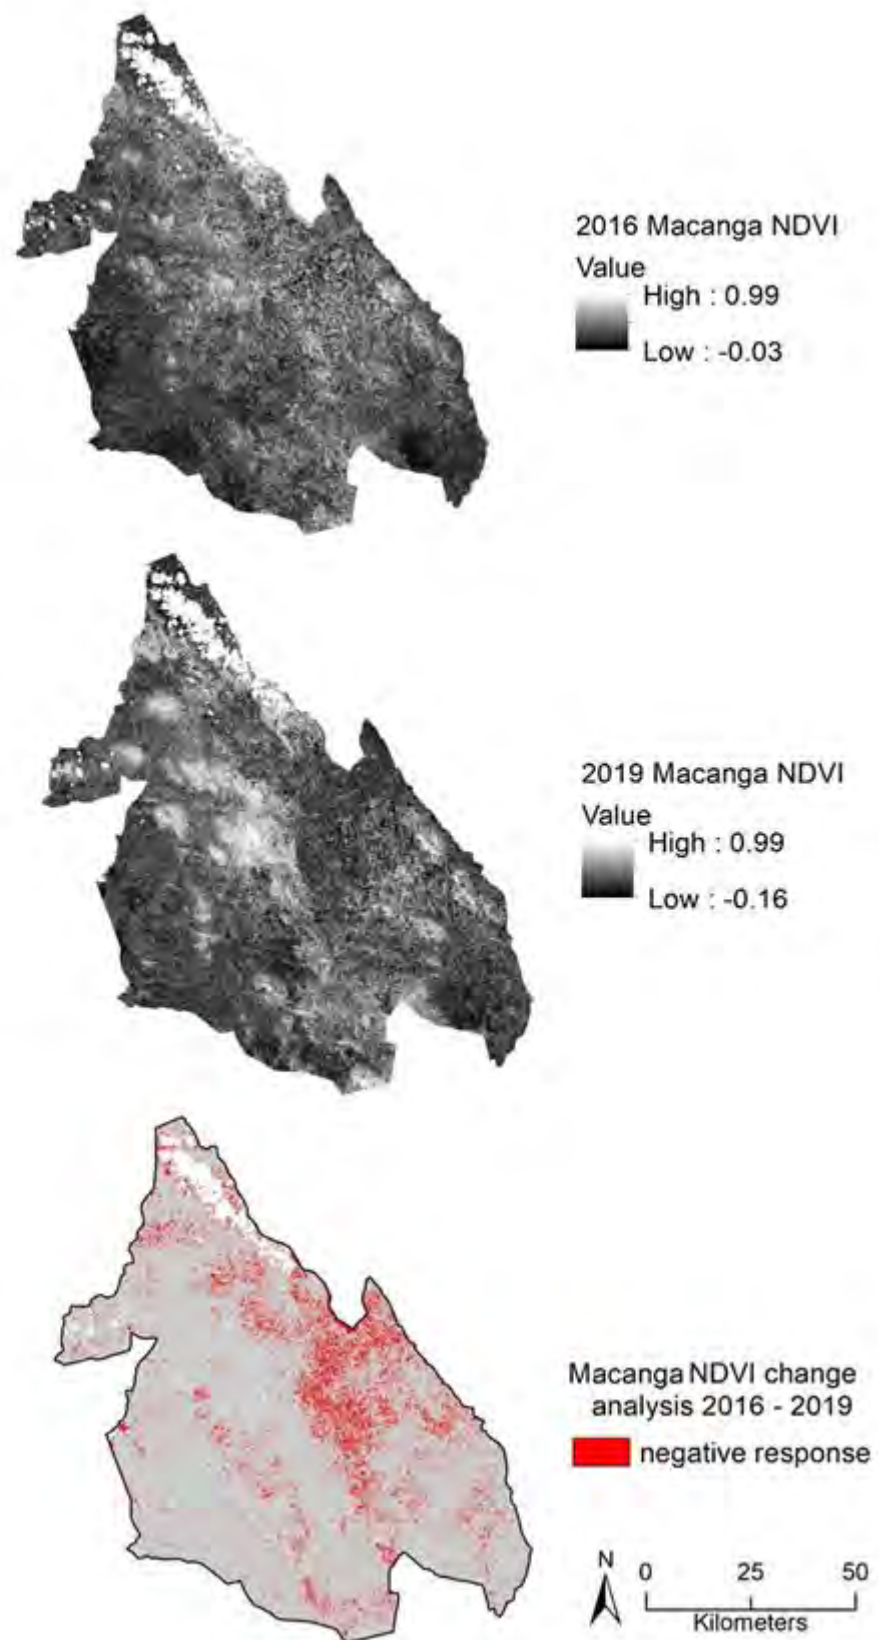 2016 Macanga NDVI
Value
High : 0.99
Low : -0.03
2019 Macanga NDVI
Value
High : 0.99
Low : -0.16
Macanga NDVI change
analysis 2016 - 2019
negative response
N
0 25 50
Kilometers